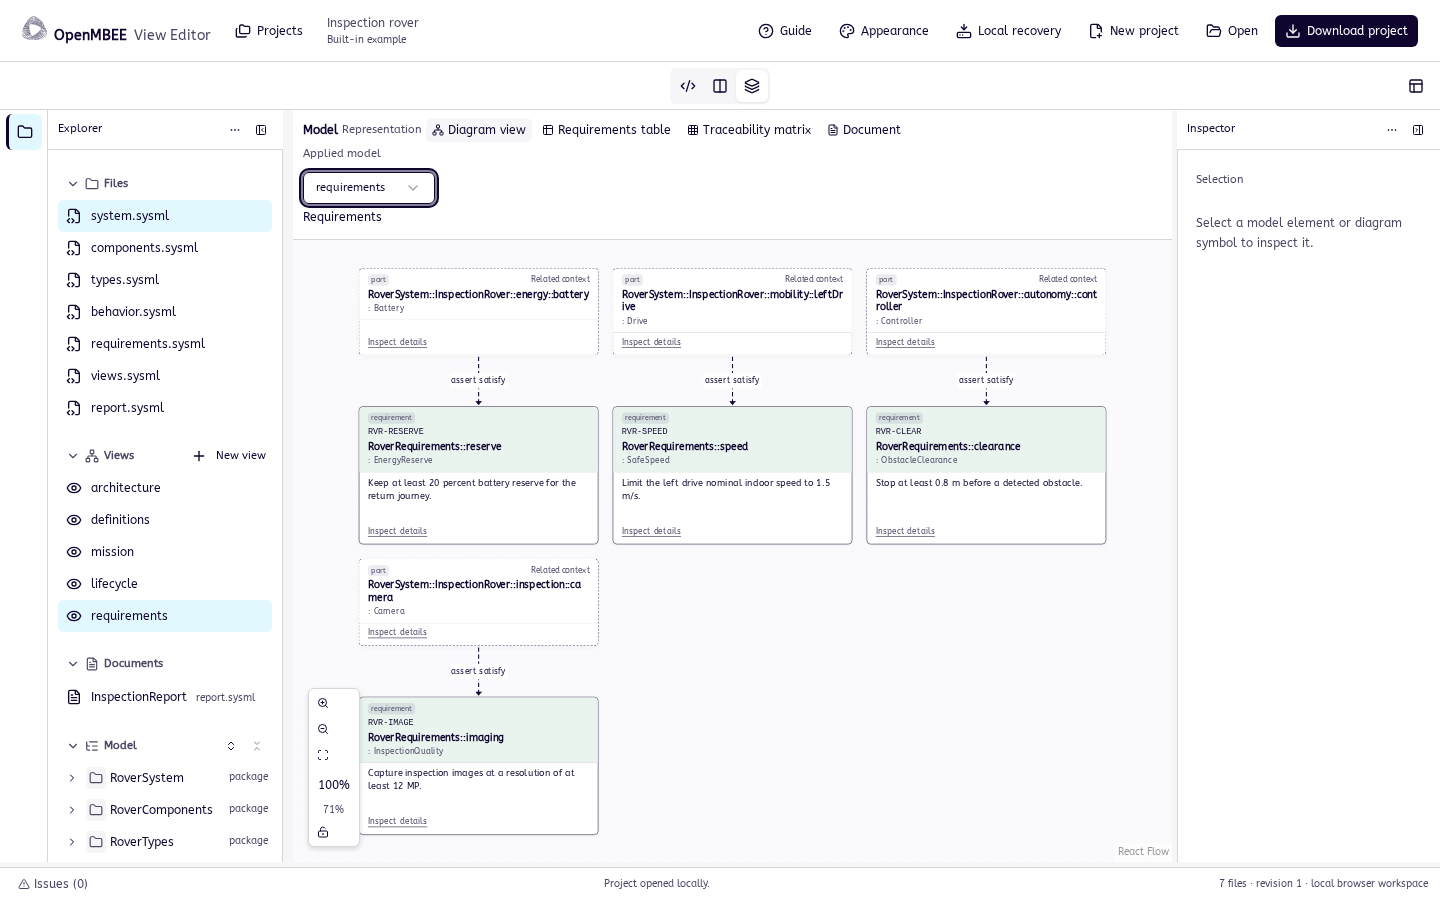 OpenMBEE View Editor
Projects
Inspection rover
Built-in example
Guide
Appearance
Local recovery
New project
Open
Download project
Explorer
Files
system.sysml
components.sysml
types.sysml
behavior.sysml
requirements.sysml
views.sysml
report.sysml
Views
New view
architecture
definitions
mission
lifecycle
requirements
Documents
InspectionReport report.sysml
Model
RoverSystem package
RoverComponents package
RoverTypes package
Model Representation Diagram view Requirements table Traceability matrix Document
Applied model
requirements
Requirements
part Related context
RoverSystem::InspectionRover::energy::battery
: Battery
Inspect details
part Related context
RoverSystem::InspectionRover::mobility::leftDr
ive
: Drive
Inspect details
part Related context
RoverSystem::InspectionRover::autonomy::cont
roller
: Controller
Inspect details
assert satisfy
assert satisfy
assert satisfy
requirement
RVR-RESERVE
RoverRequirements::reserve
: EnergyReserve
Keep at least 20 percent battery reserve for the
return journey.
Inspect details
requirement
RVR-SPEED
RoverRequirements::speed
: SafeSpeed
Limit the left drive nominal indoor speed to 1.5
m/s.
Inspect details
requirement
RVR-CLEAR
RoverRequirements::clearance
: ObstacleClearance
Stop at least 0.8 m before a detected obstacle.
Inspect details
part Related context
RoverSystem::InspectionRover::inspection::ca
mera
: Camera
Inspect details
assert satisfy
requirement
RVR-IMAGE
RoverRequirements::imaging
: InspectionQuality
Capture inspection images at a resolution of at
least 12 MP.
Inspect details
100%
71%
React Flow
Inspector
Selection
Select a model element or diagram
symbol to inspect it.
Issues (0)
Project opened locally.
7 files · revision 1 · local browser workspace